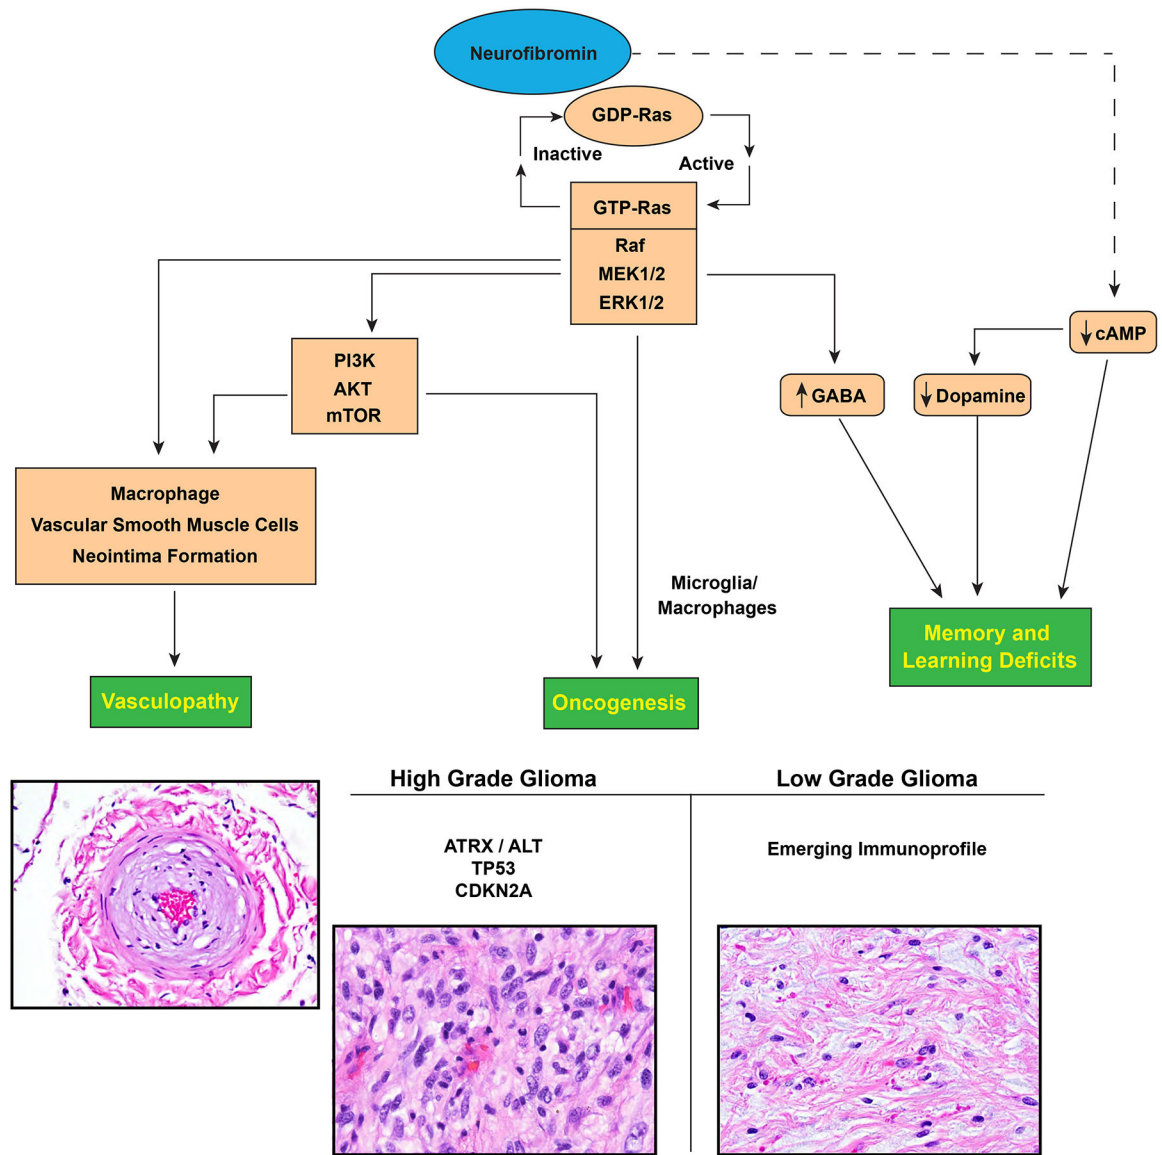 Neurofibromin
GDP-Ras
Inactive
Active
GTP-Ras
Raf
MEK1/2
ERK1/2
PI3K
AKT
mTOR
↑ GABA
↓ Dopamine
↓ cAMP
Macrophage
Vascular Smooth Muscle Cells
Neointima Formation
Microglia/
Macrophages
Memory and
Learning Deficits
Vasculopathy
Oncogenesis
High Grade Glioma
ATRX / ALT
TP53
CDKN2A
Low Grade Glioma
Emerging Immunoprofile